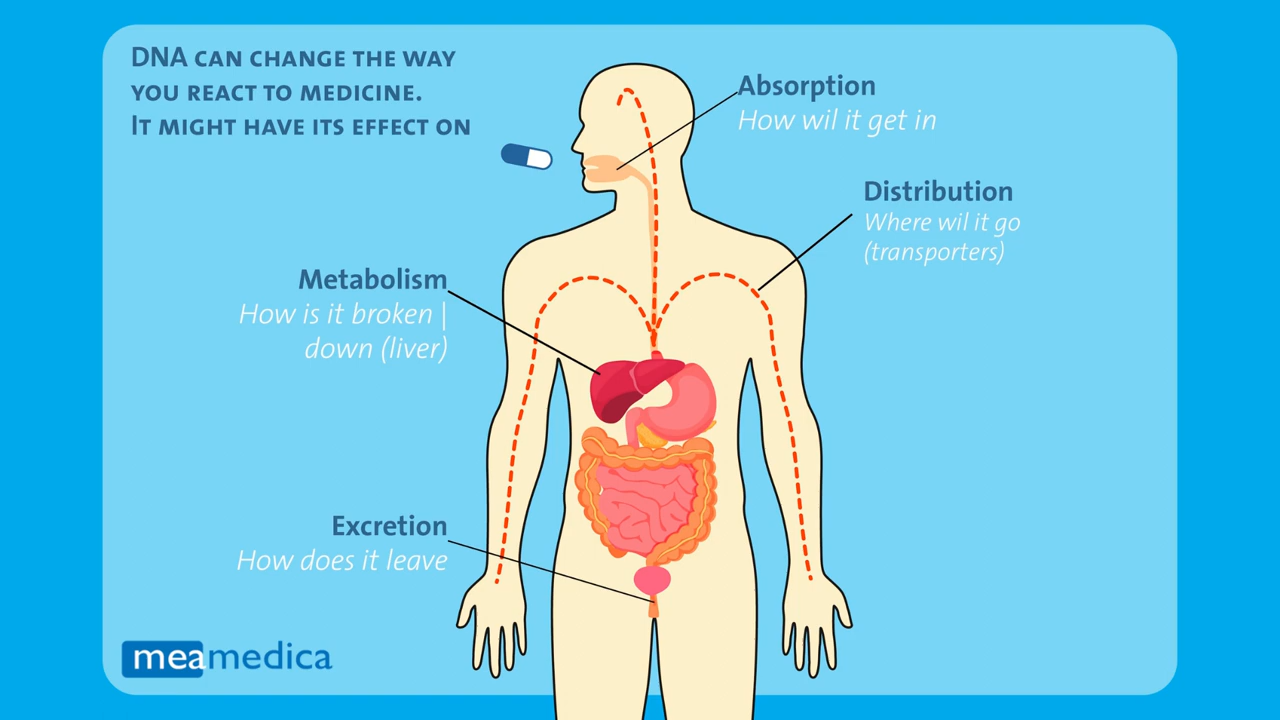 DNA can change the way
you react to medicine.
It might have its effect on
Absorption
How wil it get in
Distribution
Where wil it go
(transporters)
Metabolism
How is it broken |
down (liver)
Excretion
How does it leave
meamedica